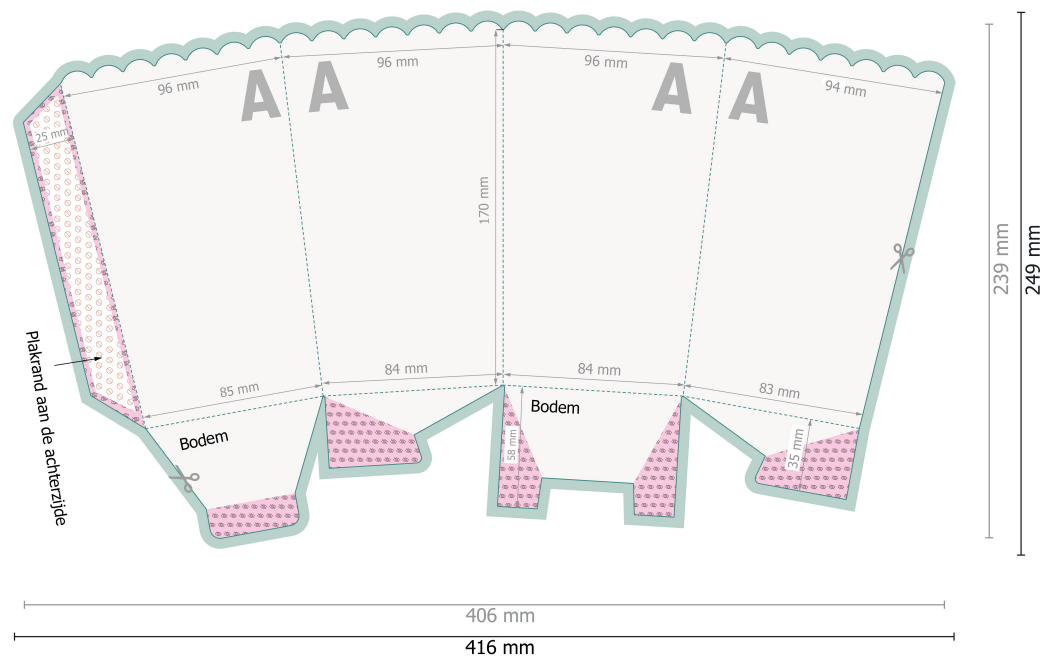 A A A A
96 mm
96 mm
96 mm
94 mm
25 mm
170 mm
239 mm
249 mm
Plakrand aan de achterzijde
85 mm
84 mm
84 mm
83 mm
Bodem
Bodem
58 mm
35 mm
406 mm
416 mm